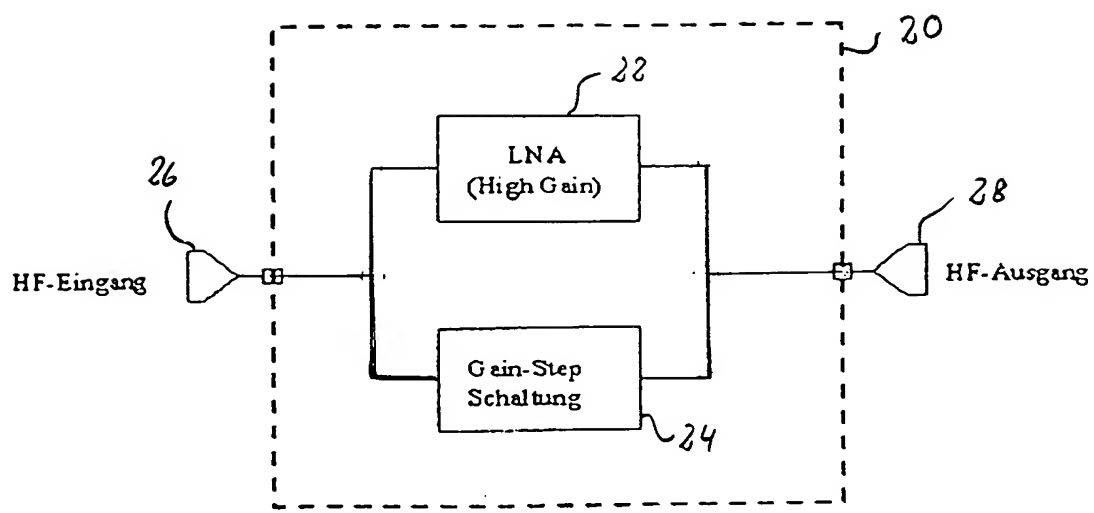 20
22
LNA
(High Gain)
26
28
HF-Eingang
HF-Ausgang
Gain-Step
Schaltung
24